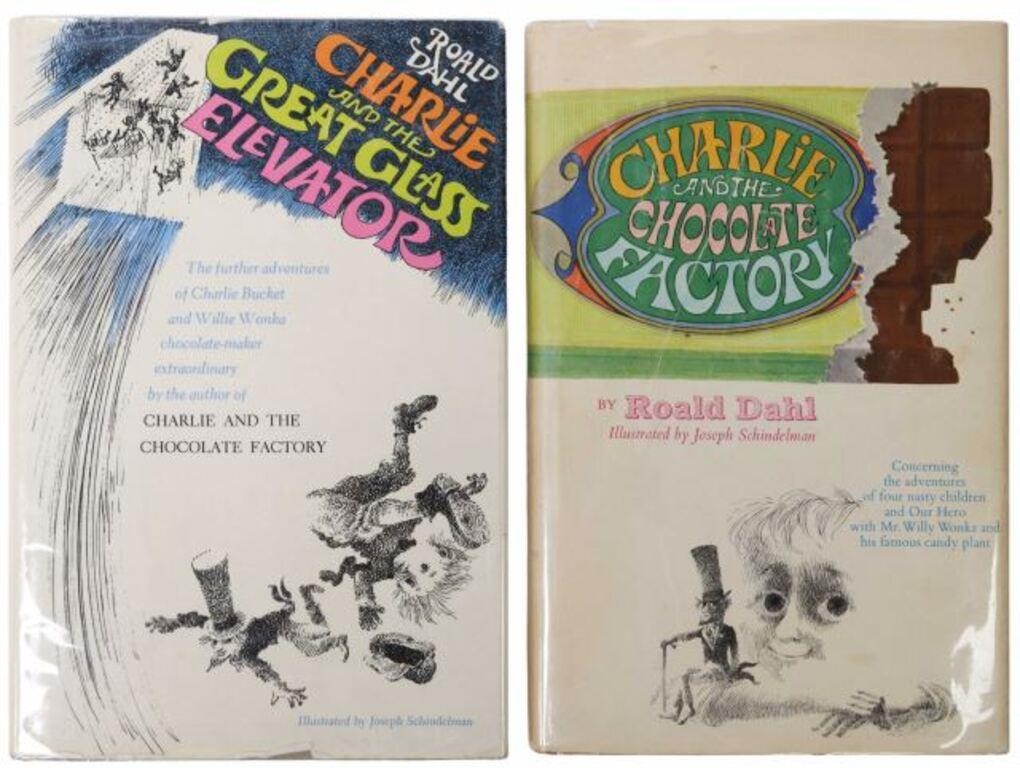 ROALD
DAHL
CHARLIE
AND THE
GREAT GLASS
ELEVATOR
The further adventures
of Charlie Bucket
and Willie Wonka
chocolate-maker
extraordinary
by the author of
CHARLIE AND THE
CHOCOLATE FACTORY
Illustrated by Joseph Schindelman
CHARLIE
AND THE
CHOCOLATE
FACTORY
BY Roald Dahl
Illustrated by Joseph Schindelman
Concerning
the adventures
of four nasty children
and Our Hero
with Mr. Willy Wonka and
his famous candy plant